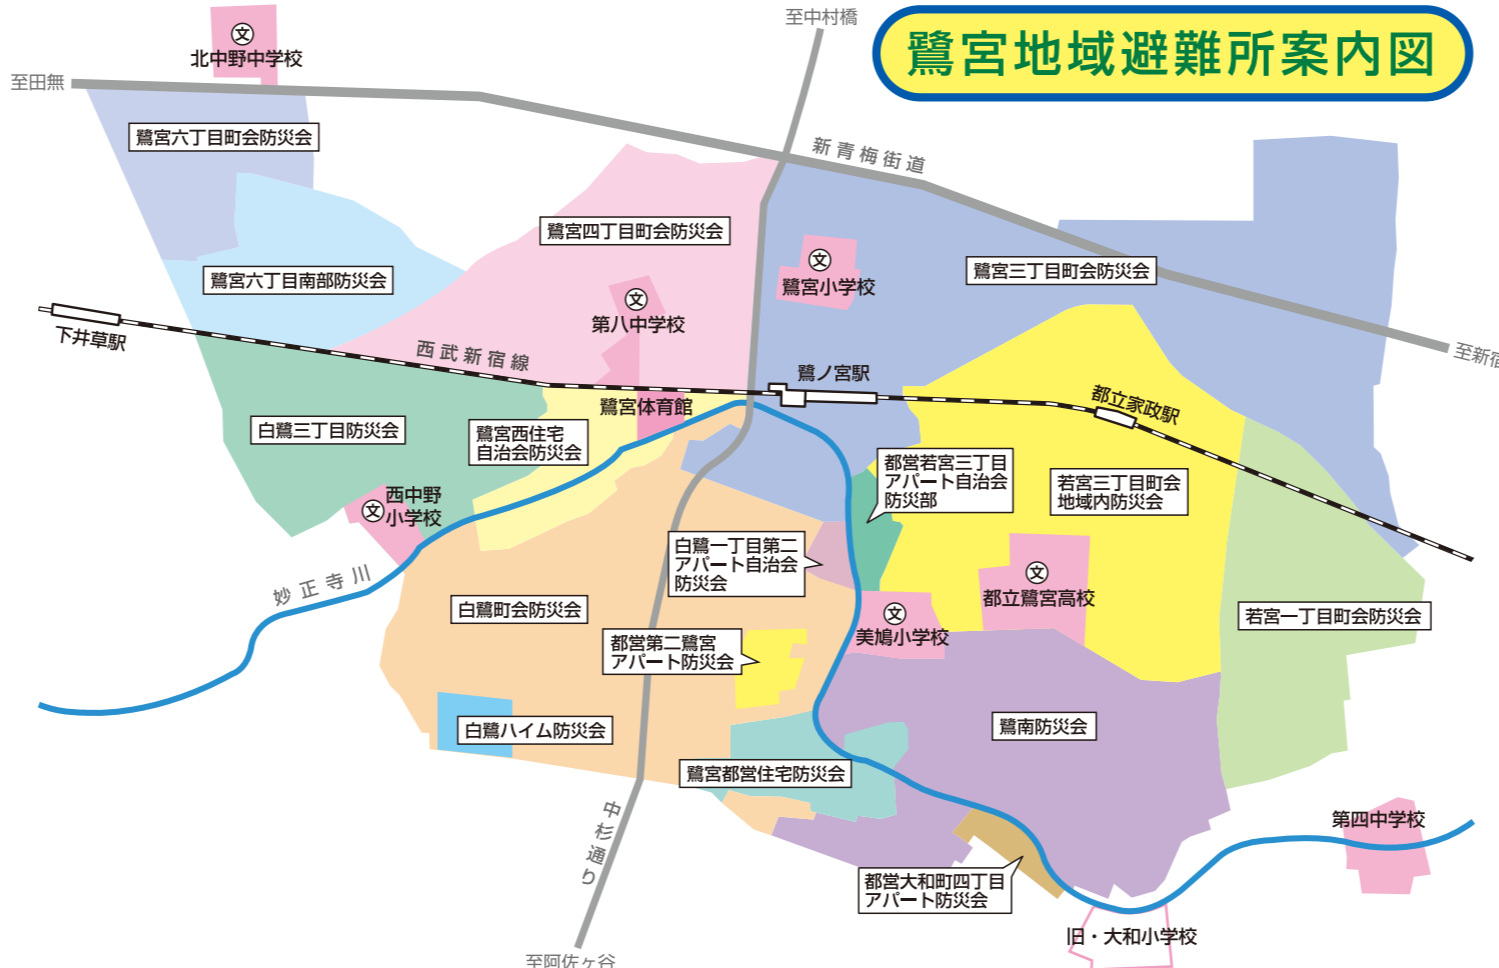 至中村橋
鷺宮地域避難所案内図
文
北中野中学校
至田無
鷺宮六丁目町会防災会
新青梅街道
鷺宮四丁目町会防災会
文
鷺宮小学校
鷺宮三丁目町会防災会
鷺宮六丁目南部防災会
文
第八中学校
下井草駅
西武新宿線
至新宿
鷺ノ宮駅
都立家政駅
鷺宮体育館
白鷺三丁目防災会
鷺宮西住宅
自治会防災会
都営若宮三丁目
アパート自治会
防災部
若宮三丁目町会
地域内防災会
文
西中野
小学校
白鷺一丁目第二
アパート自治会
防災会
妙正寺川
文
都立鷺宮高校
白鷺町会防災会
文
美鳩小学校
若宮一丁目町会防災会
都営第二鷺宮
アパート防災会
白鷺ハイム防災会
鷺南防災会
鷺宮都営住宅防災会
中杉通り
第四中学校
都営大和町四丁目
アパート防災会
旧・大和小学校
至阿佐ヶ谷